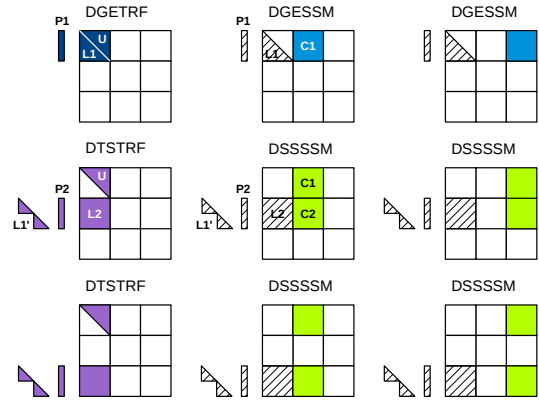 DGETRF
DGESSM
DGESSM
P1
P1
U
L1
L1
C1
DTSTRF
DSSSSM
DSSSSM
P2
P2
U
C1
L1'
L2
L1'
L2
C2
DTSTRF
DSSSSM
DSSSSM